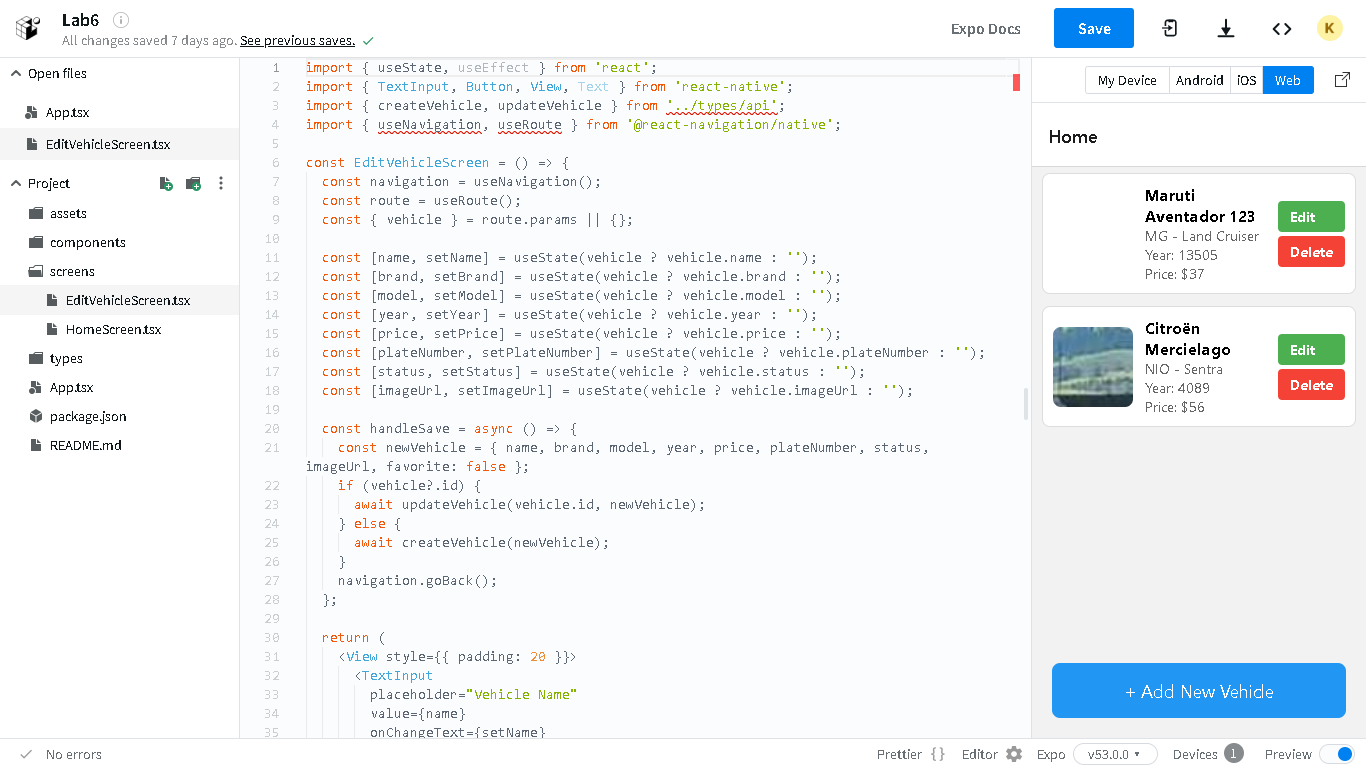 Lab6
All changes saved 7 days ago. See previous saves.
Expo Docs
Save
K
Open files
App.tsx
EditVehicleScreen.tsx
Project
assets
components
screens
EditVehicleScreen.tsx
HomeScreen.tsx
types
App.tsx
package.json
README.md
1 import { useState, useEffect } from 'react';
2 import { TextInput, Button, View, Text } from 'react-native';
3 import { createVehicle, updateVehicle } from '../types/api';
4 import { useNavigation, useRoute } from '@react-navigation/native';
5
6 const EditVehicleScreen = () => {
7 const navigation = useNavigation();
8 const route = useRoute();
9 const { vehicle } = route.params || {};
10
11 const [name, setName] = useState(vehicle ? vehicle.name : '');
12 const [brand, setBrand] = useState(vehicle ? vehicle.brand : '');
13 const [model, setModel] = useState(vehicle ? vehicle.model : '');
14 const [year, setYear] = useState(vehicle ? vehicle.year : '');
15 const [price, setPrice] = useState(vehicle ? vehicle.price : '');
16 const [plateNumber, setPlateNumber] = useState(vehicle ? vehicle.plateNumber : '');
17 const [status, setStatus] = useState(vehicle ? vehicle.status : '');
18 const [imageUrl, setImageUrl] = useState(vehicle ? vehicle.imageUrl : '');
19
20 const handleSave = async () => {
21 const newVehicle = { name, brand, model, year, price, plateNumber, status,
imageUrl, favorite: false };
22 if (vehicle?.id) {
23 await updateVehicle(vehicle.id, newVehicle);
24 } else {
25 await createVehicle(newVehicle);
26 }
27 navigation.goBack();
28 };
29
30 return (
31 <View style={{ padding: 20 }}>
32 <TextInput
33 placeholder="Vehicle Name"
34 value={name}
35 onChangeText={setName}
My Device Android iOS Web
Home
Maruti
Aventador 123
MG - Land Cruiser
Year: 13505
Price: $37
Edit
Delete
Citroën
Mercielago
NIO - Sentra
Year: 4089
Price: $56
Edit
Delete
+ Add New Vehicle
No errors
Prettier { } Editor Expo v53.0.0 Devices 1 Preview